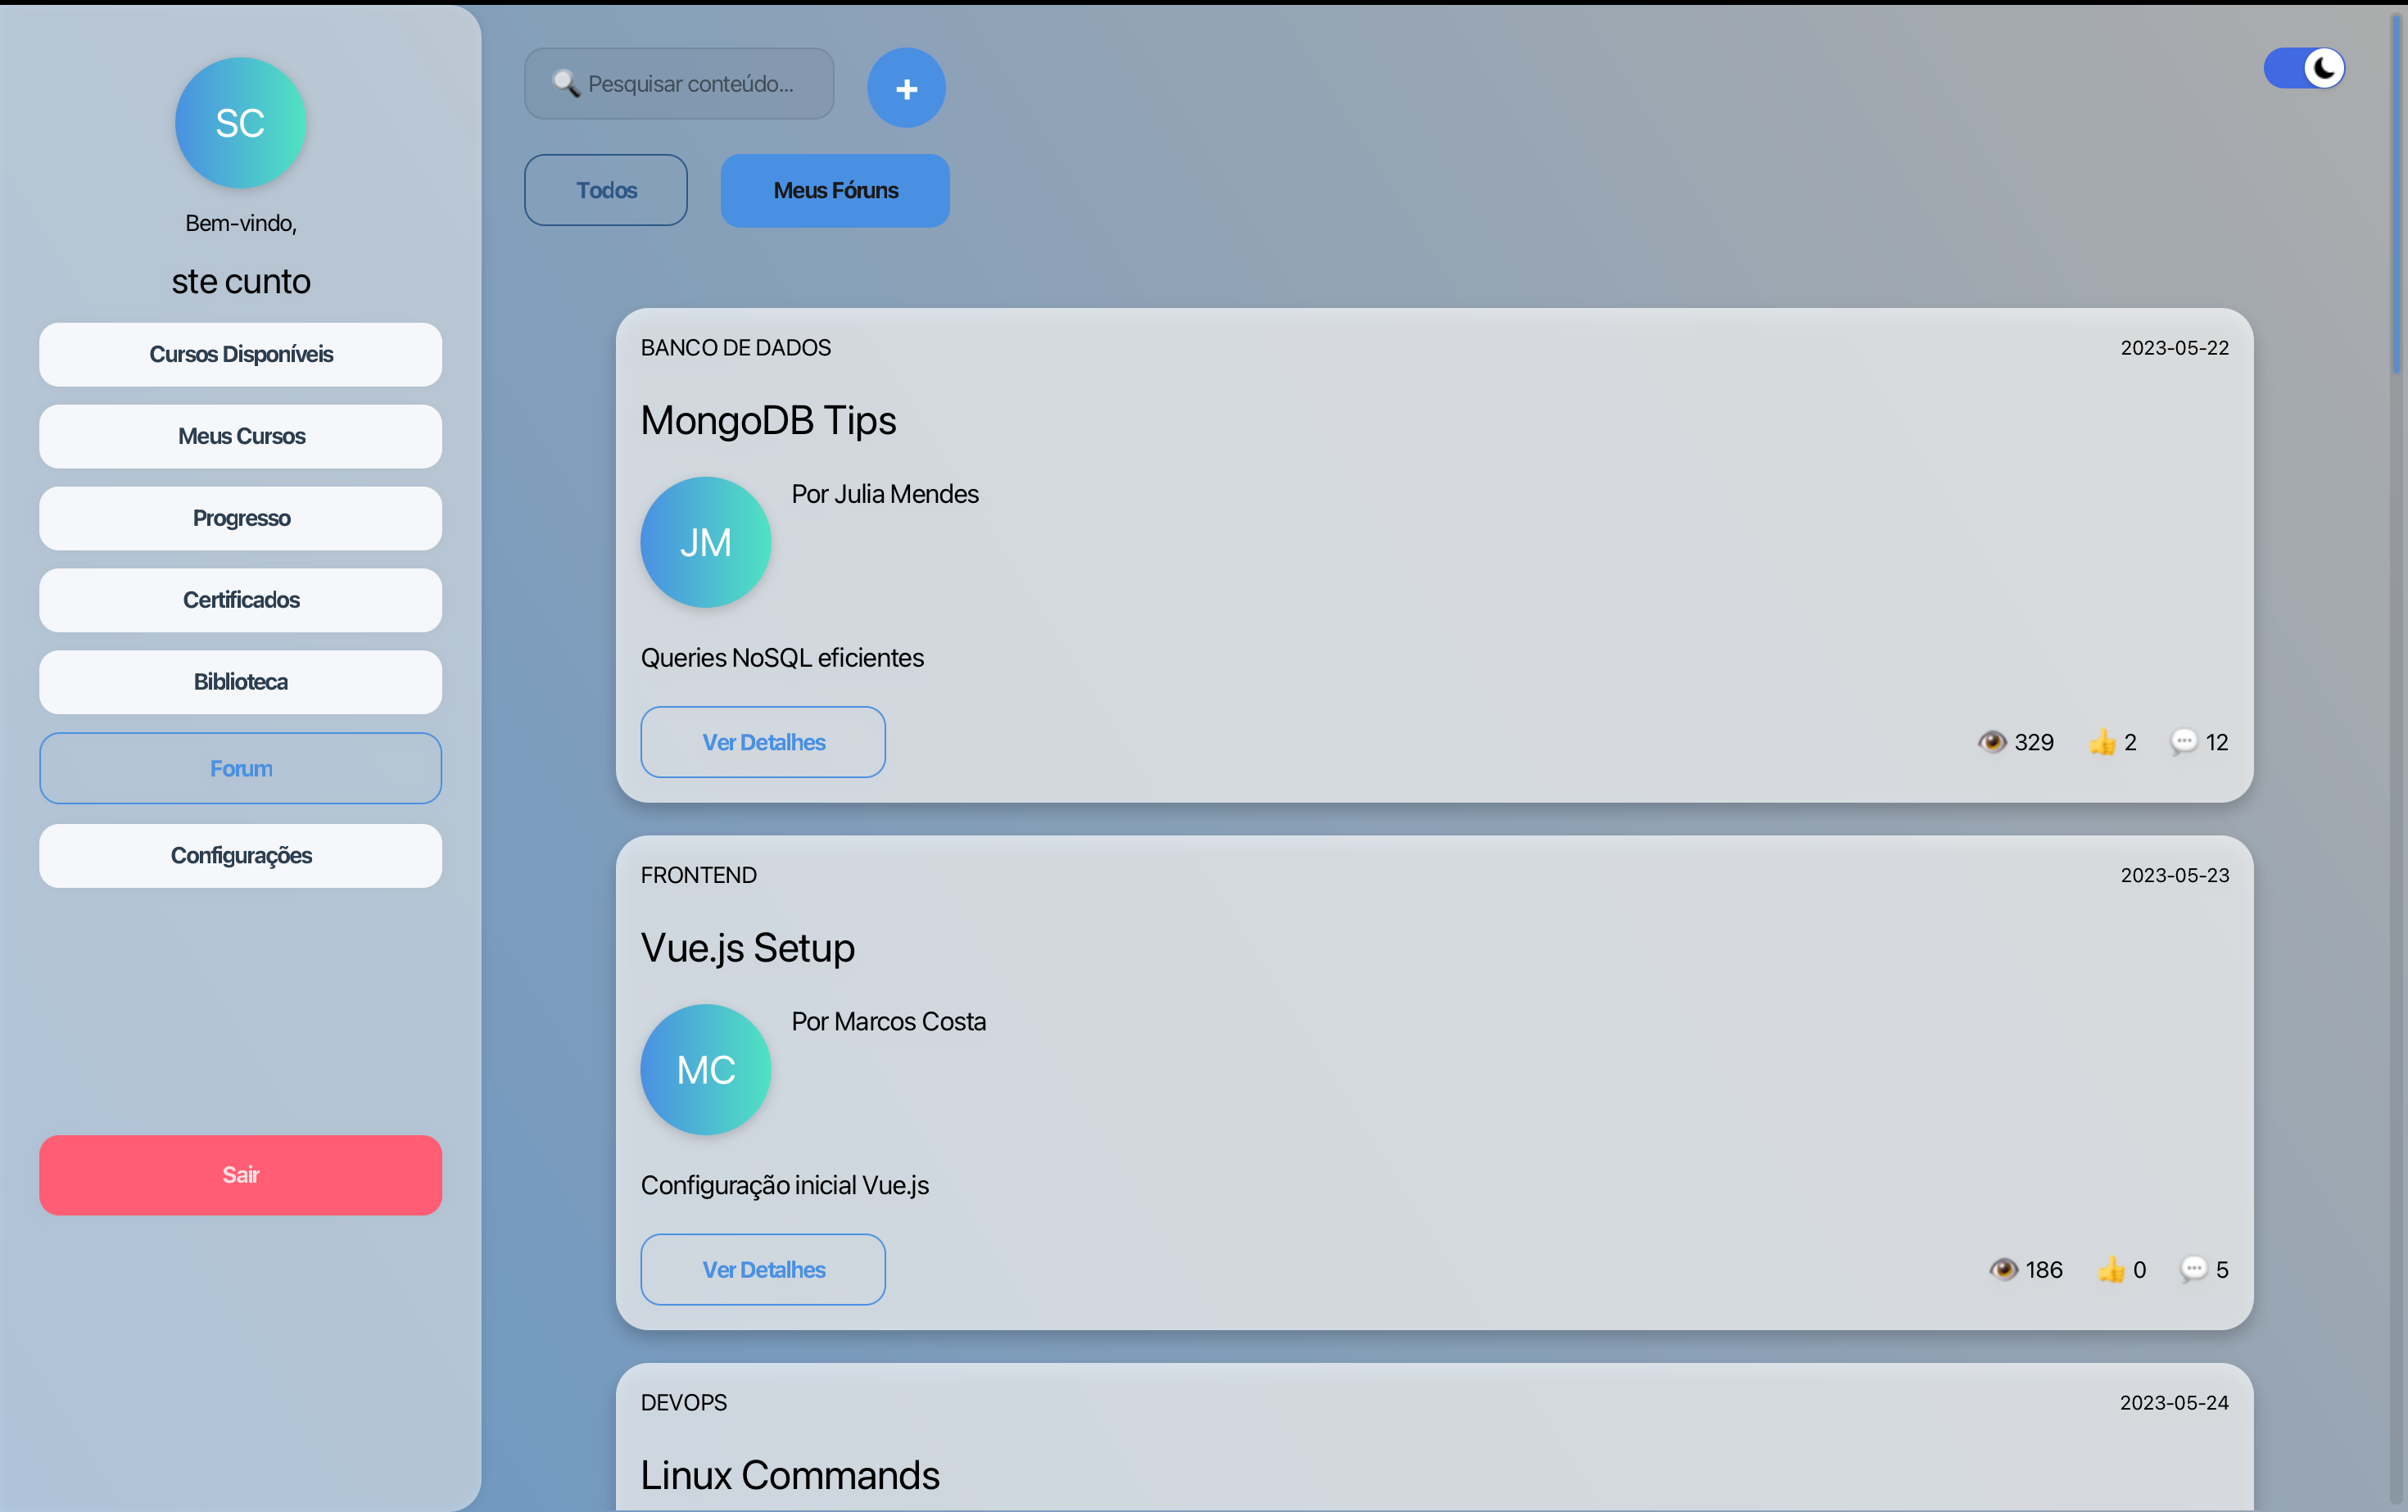 SC
Bem-vindo,
ste cunto
Cursos Disponíveis
Meus Cursos
Progresso
Certificados
Biblioteca
Forum
Configurações
Sair
Pesquisar conteúdo...
+
Todos
Meus Fóruns
BANCO DE DADOS
2023-05-22
MongoDB Tips
JM
Por Julia Mendes
Queries NoSQL eficientes
Ver Detalhes
329 2 12
FRONTEND
2023-05-23
Vue.js Setup
MC
Por Marcos Costa
Configuração inicial Vue.js
Ver Detalhes
186 0 5
DEVOPS
2023-05-24
Linux Commands